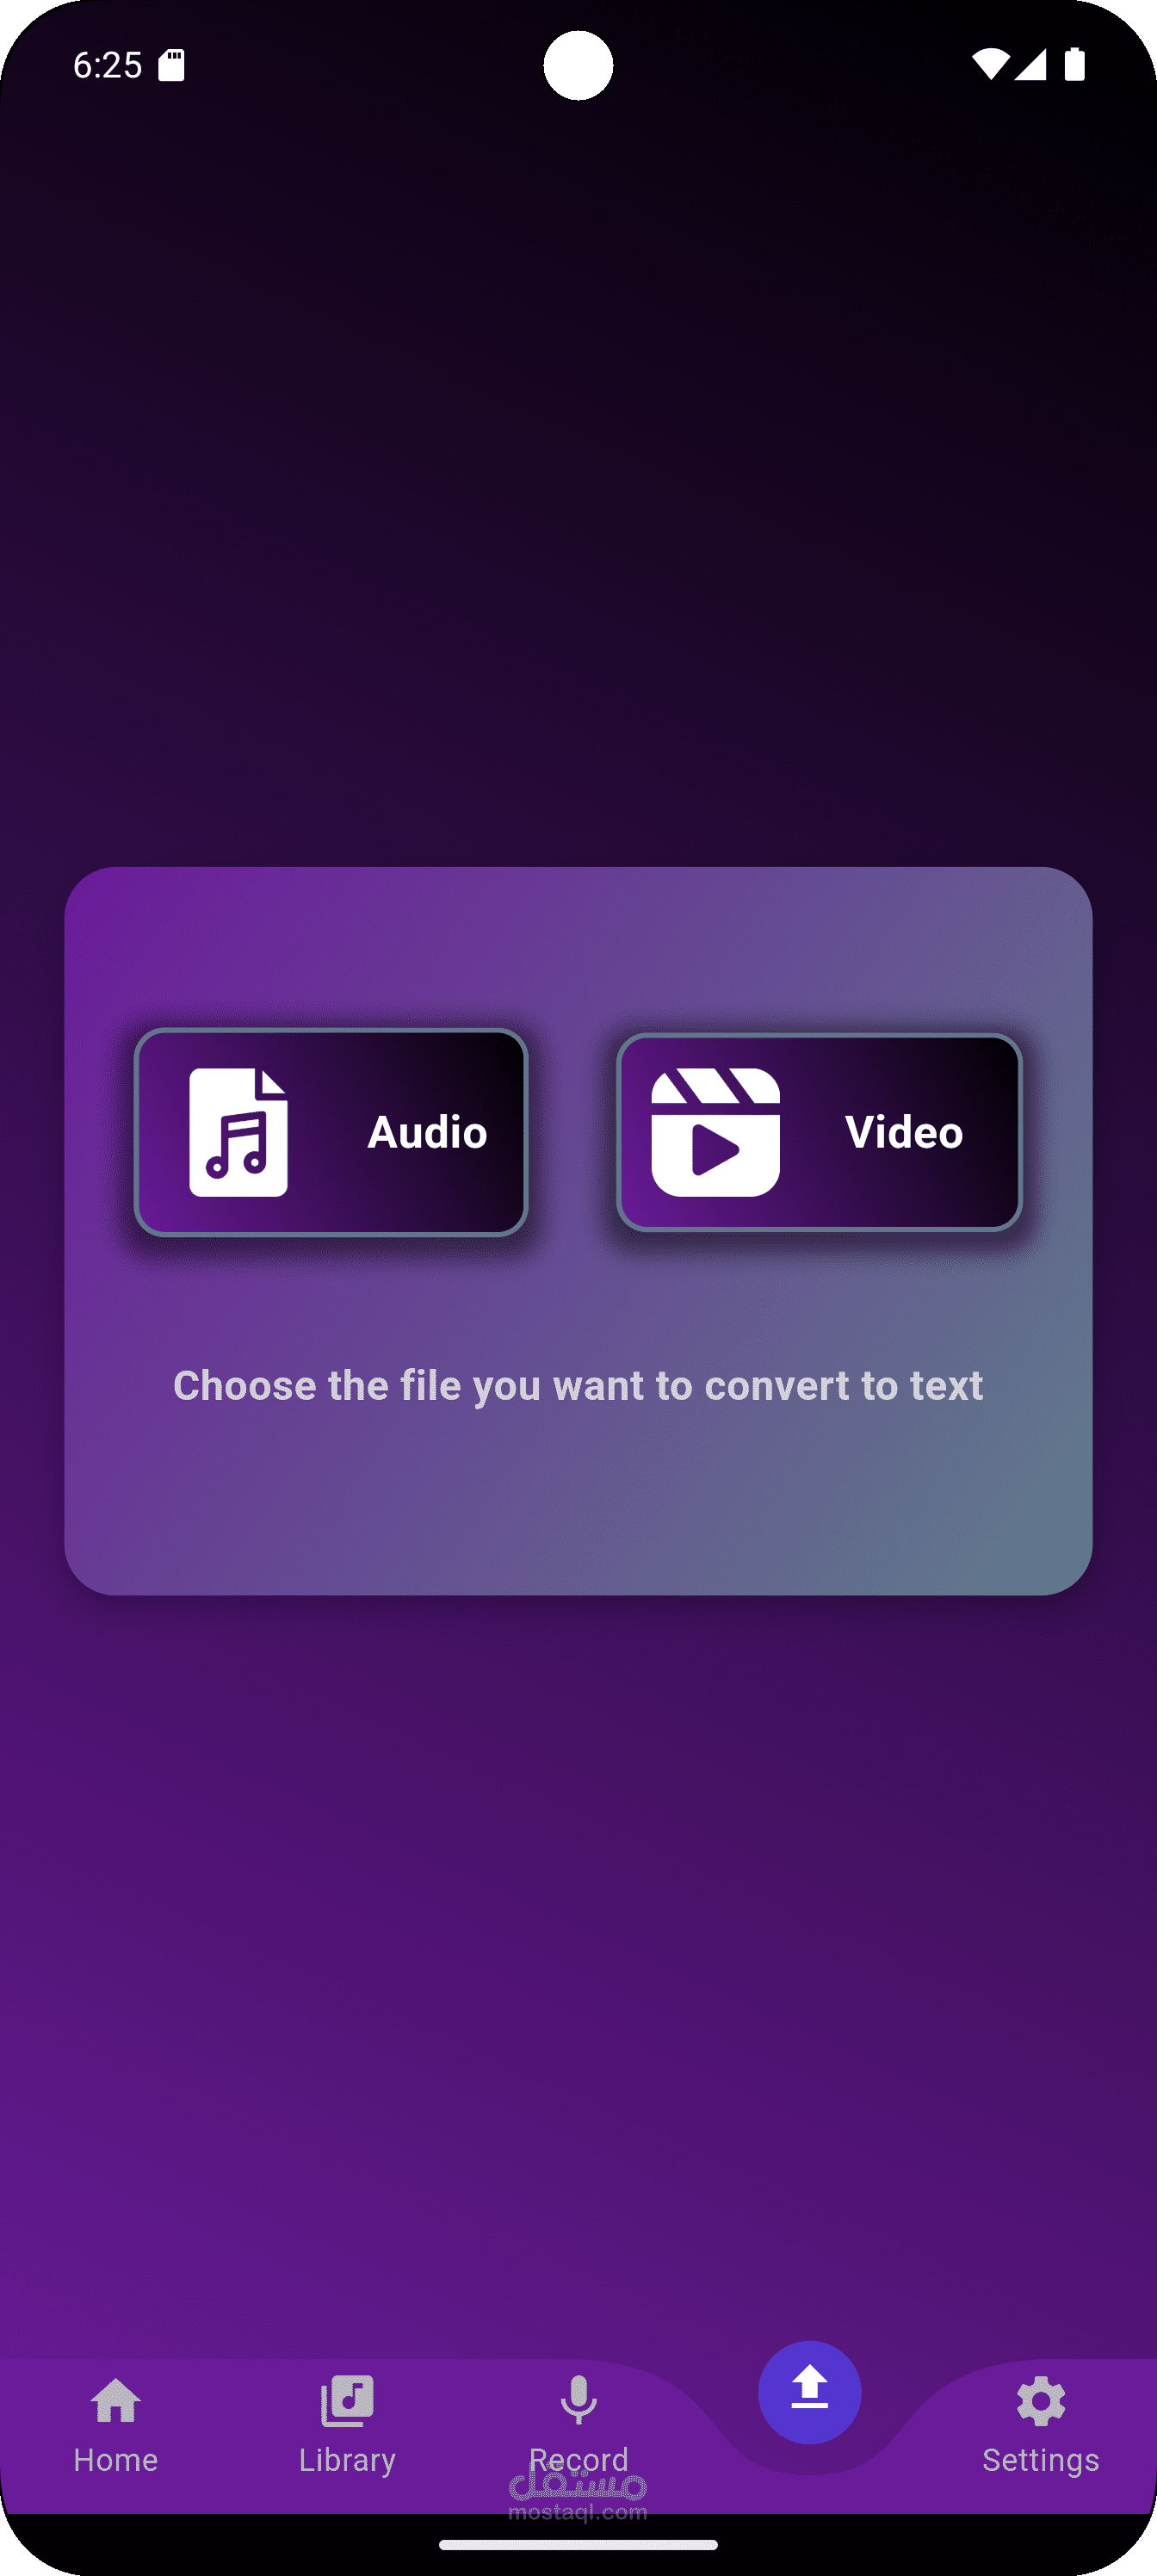 6:25
Audio
Video
Choose the file you want to convert to text
Home
Library
Record
Settings
مستقل
mostaql.com